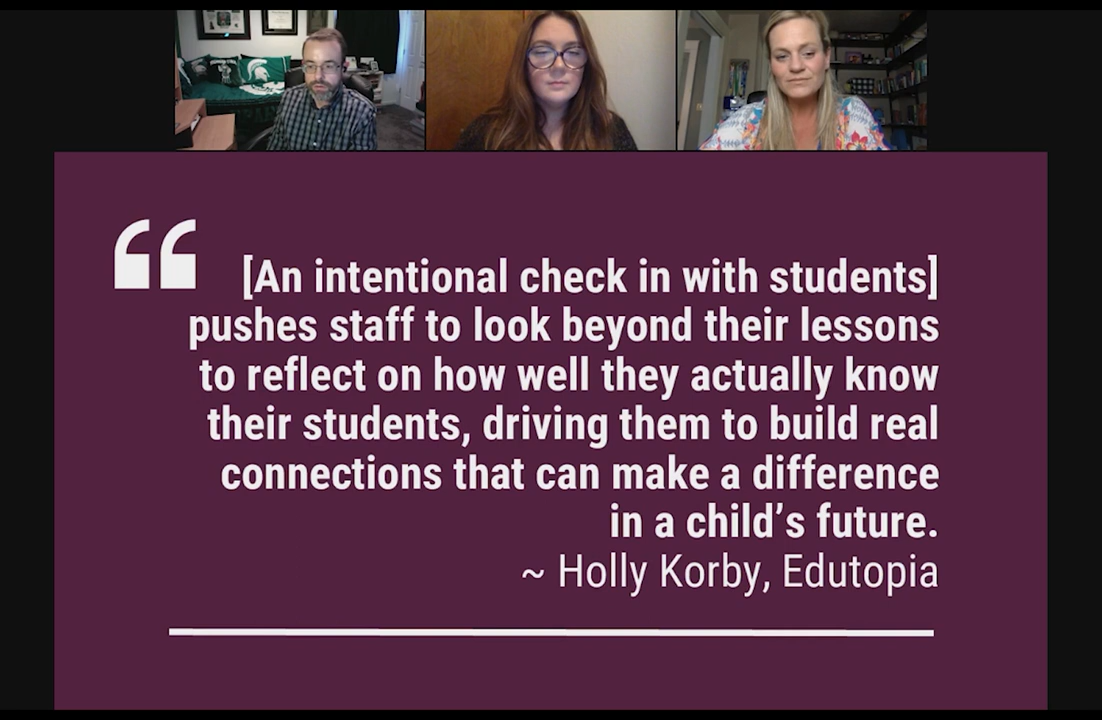 “
[An intentional check in with students]
pushes staff to look beyond their lessons
to reflect on how well they actually know
their students, driving them to build real
connections that can make a difference
in a child’s future.
~ Holly Korby, Edutopia